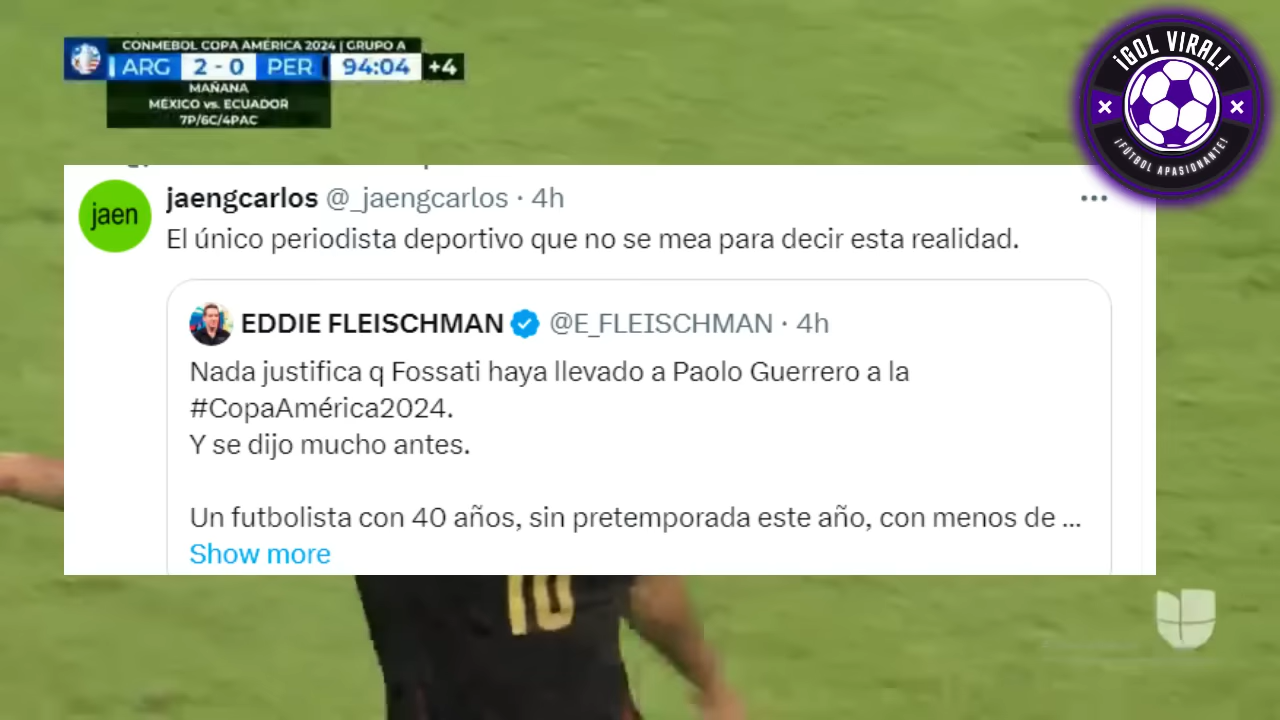 CONMEBOL COPA AMÉRICA 2024 | GRUPO A
ARG 2 - 0 PER 94:04 +4
MAÑANA
MÉXICO vs. ECUADOR
7P/6C/4PAC
¡GOL VIRAL!
¡FÚTBOL APASIONANTE!
jaen
jaengcarlos @_jaengcarlos · 4h
El único periodista deportivo que no se mea para decir esta realidad.
EDDIE FLEISCHMAN @E_FLEISCHMAN · 4h
Nada justifica q Fossati haya llevado a Paolo Guerrero a la
#CopaAmérica2024.
Y se dijo mucho antes.
Un futbolista con 40 años, sin pretemporada este año, con menos de ...
Show more
10